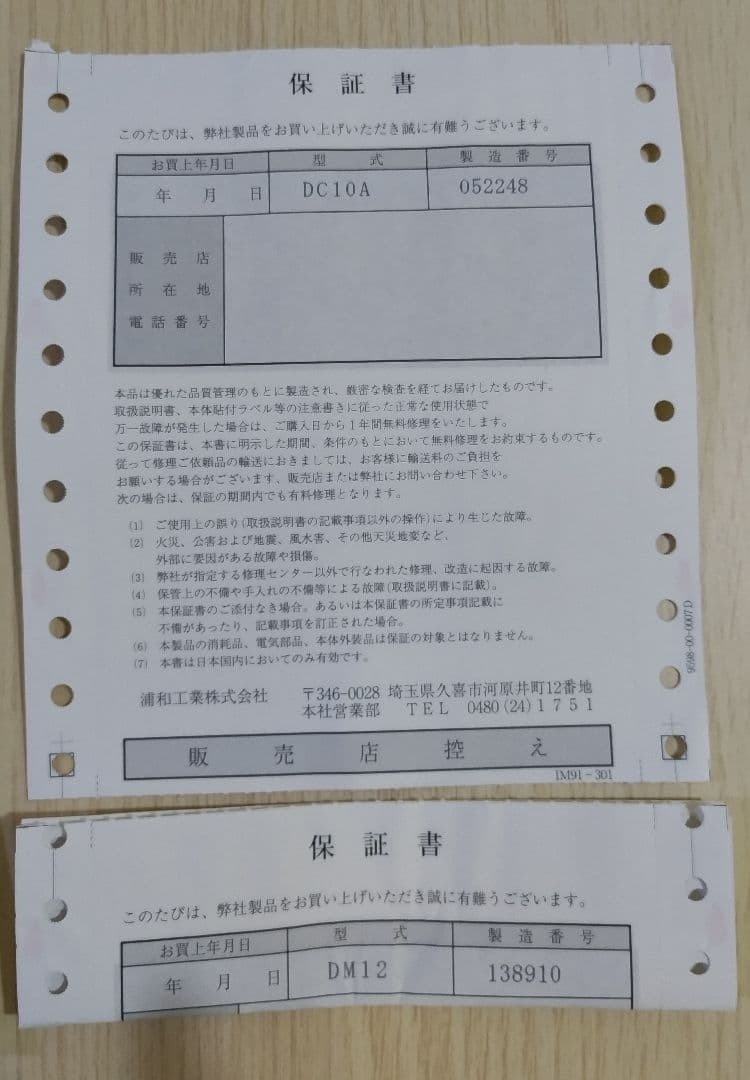 保証書
このたびは、弊社製品をお買い上げいただき誠に有難うございます。
お買上年月日 型式 製造番号
年 月 日 DC10A 052248
販売店
所在地
電話番号
本品は優れた品質管理のもとに製造され、厳密な検査を経てお届けしたものです。
取扱説明書、本体貼付ラベル等の注意書きに従った正常な使用状態で
万一故障が発生した場合は、ご購入日から1年間無料修理をいたします。
この保証書は、本書に明示した期間、条件のもとにおいて無料修理をお約束するものです。
従って修理ご依頼品の輸送におきましては、お客様に輸送料のご負担を
お願いする場合がございます、販売店または弊社にお問い合わせ下さい。
次の場合は、保証の期間内でも有料修理となります。
(1) ご使用上の誤り(取扱説明書の記載事項以外の操作)により生じた故障。
(2) 火災、公害および地震、風水害、その他天災地変など、
外部に要因がある故障や損傷。
(3) 弊社が指定する修理センター以外で行なわれた修理、改造に起因する故障。
(4) 保管上の不備や手入れの不備等による故障(取扱説明書に記載)。
(5) 本保証書のご添付なき場合。あるいは本保証書の所定事項記載に
不備があったり、記載事項を訂正された場合。
(6) 本製品の消耗品、電気部品、本体外装品は保証の対象とはなりません。
(7) 本書は日本国内においてのみ有効です。
浦和工業株式会社 〒346-0028 埼玉県久喜市河原井町12番地
本社営業部 TEL 0480(24)1751
販売店控え
IM91-301
9598-00-0007D
保証書
このたびは、弊社製品をお買い上げいただき誠に有難うございます。
お買上年月日 型式 製造番号
年 月 日 DM12 138910